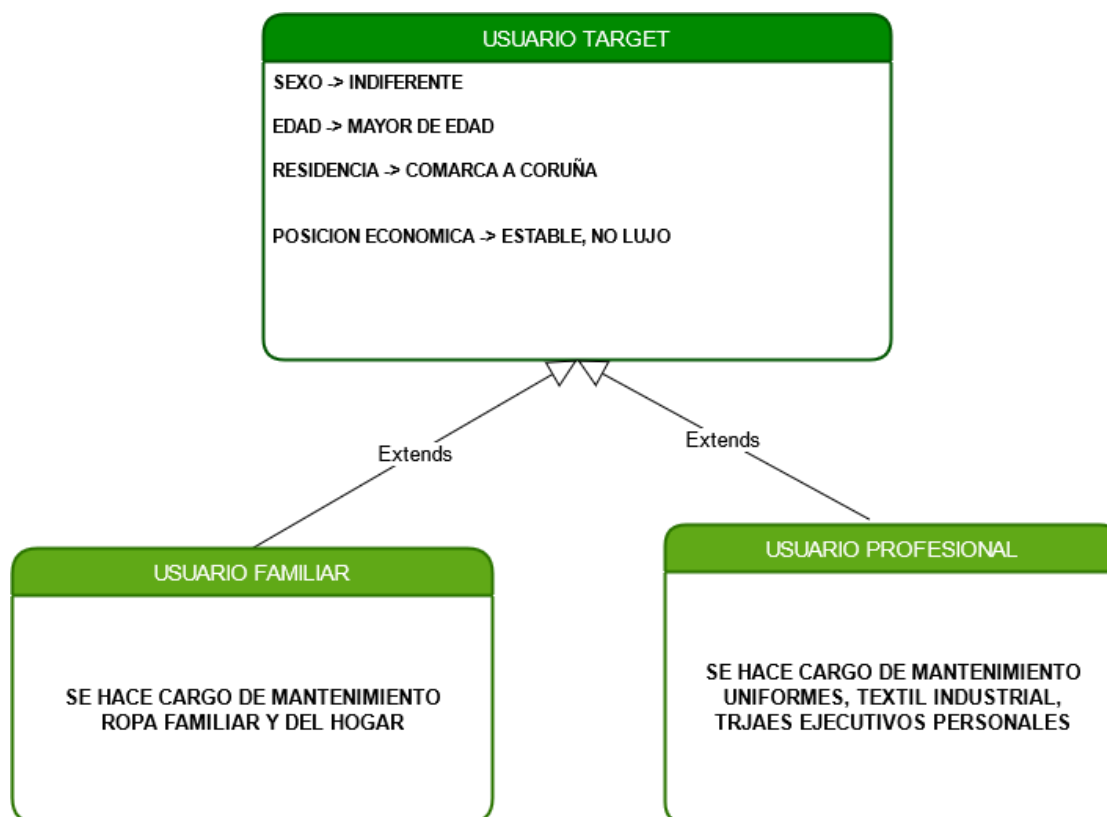 USUARIO TARGET
SEXO -> INDIFERENTE
EDAD -> MAYOR DE EDAD
RESIDENCIA -> COMARCA A CORUÑA
POSICION ECONOMICA -> ESTABLE, NO LUJO
Extends
Extends
USUARIO FAMILIAR
SE HACE CARGO DE MANTENIMIENTO
ROPA FAMILIAR Y DEL HOGAR
USUARIO PROFESIONAL
SE HACE CARGO DE MANTENIMIENTO
UNIFORMES, TEXTIL INDUSTRIAL,
TRJAES EJECUTIVOS PERSONALES